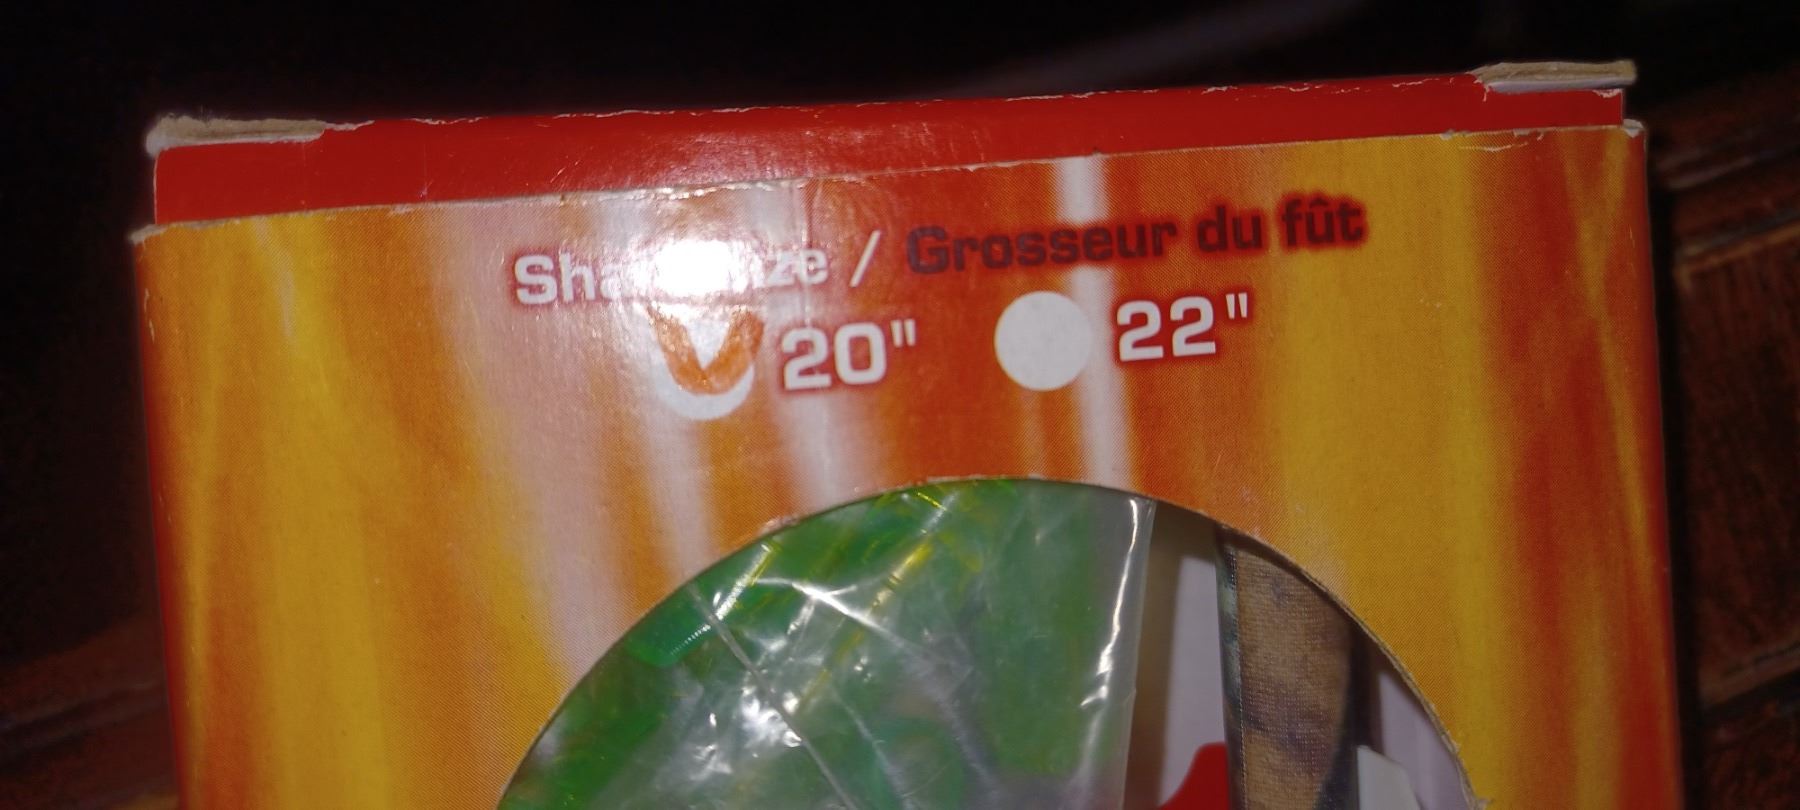 / Grosseur du fût
20" 22"